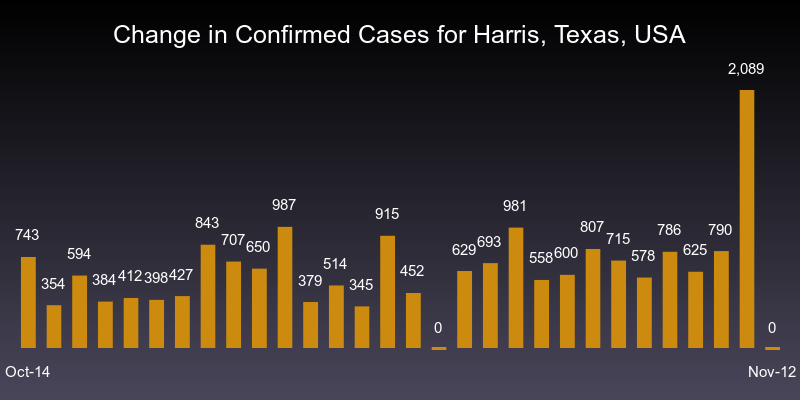 Change in Confirmed Cases for Harris, Texas, USA
743 354 594 384 412 398 427 843 707 650 987 379 514 345 915 452 0 629 693 981 558 600 807 715 578 786 625 790 2,089 0
Oct-14 Nov-12